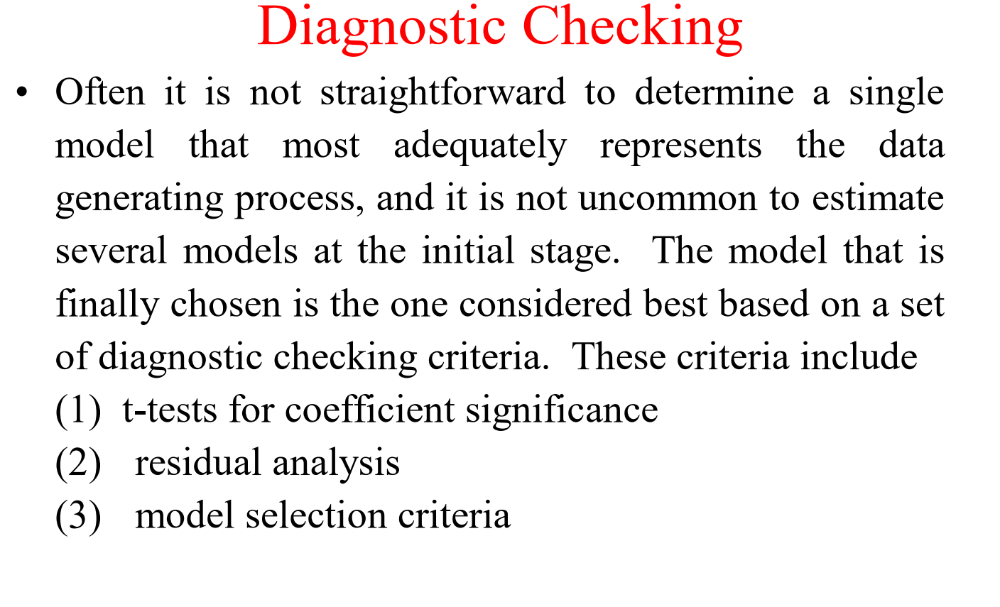 Diagnostic Checking
• Often it is not straightforward to determine a single
model that most adequately represents the data
generating process, and it is not uncommon to estimate
several models at the initial stage.  The model that is
finally chosen is the one considered best based on a set
of diagnostic checking criteria.  These criteria include
(1)  t-tests for coefficient significance
(2)   residual analysis
(3)   model selection criteria